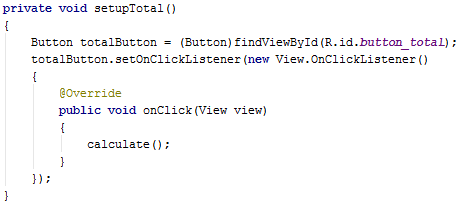 private void setupTotal()
{
    Button totalButton = (Button)findViewById(R.id.button_total);
    totalButton.setOnClickListener(new View.OnClickListener()
    {
        @Override
        public void onClick(View view)
        {
            calculate();
        }
    });
}